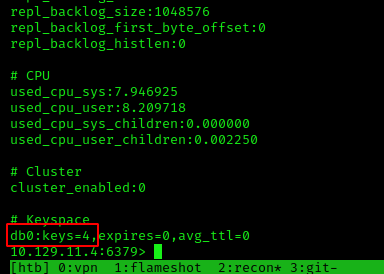 repl_backlog_size:1048576
repl_backlog_first_byte_offset:0
repl_backlog_histlen:0
# CPU
used_cpu_sys:7.946925
used_cpu_user:8.209718
used_cpu_sys_children:0.000000
used_cpu_user_children:0.002250
# Cluster
cluster_enabled:0
# Keyspace
db0:keys=4,expires=0,avg_ttl=0
10.129.11.4:6379>
[htb] 0:vpn  1:flameshot  2:recon* 3:git-